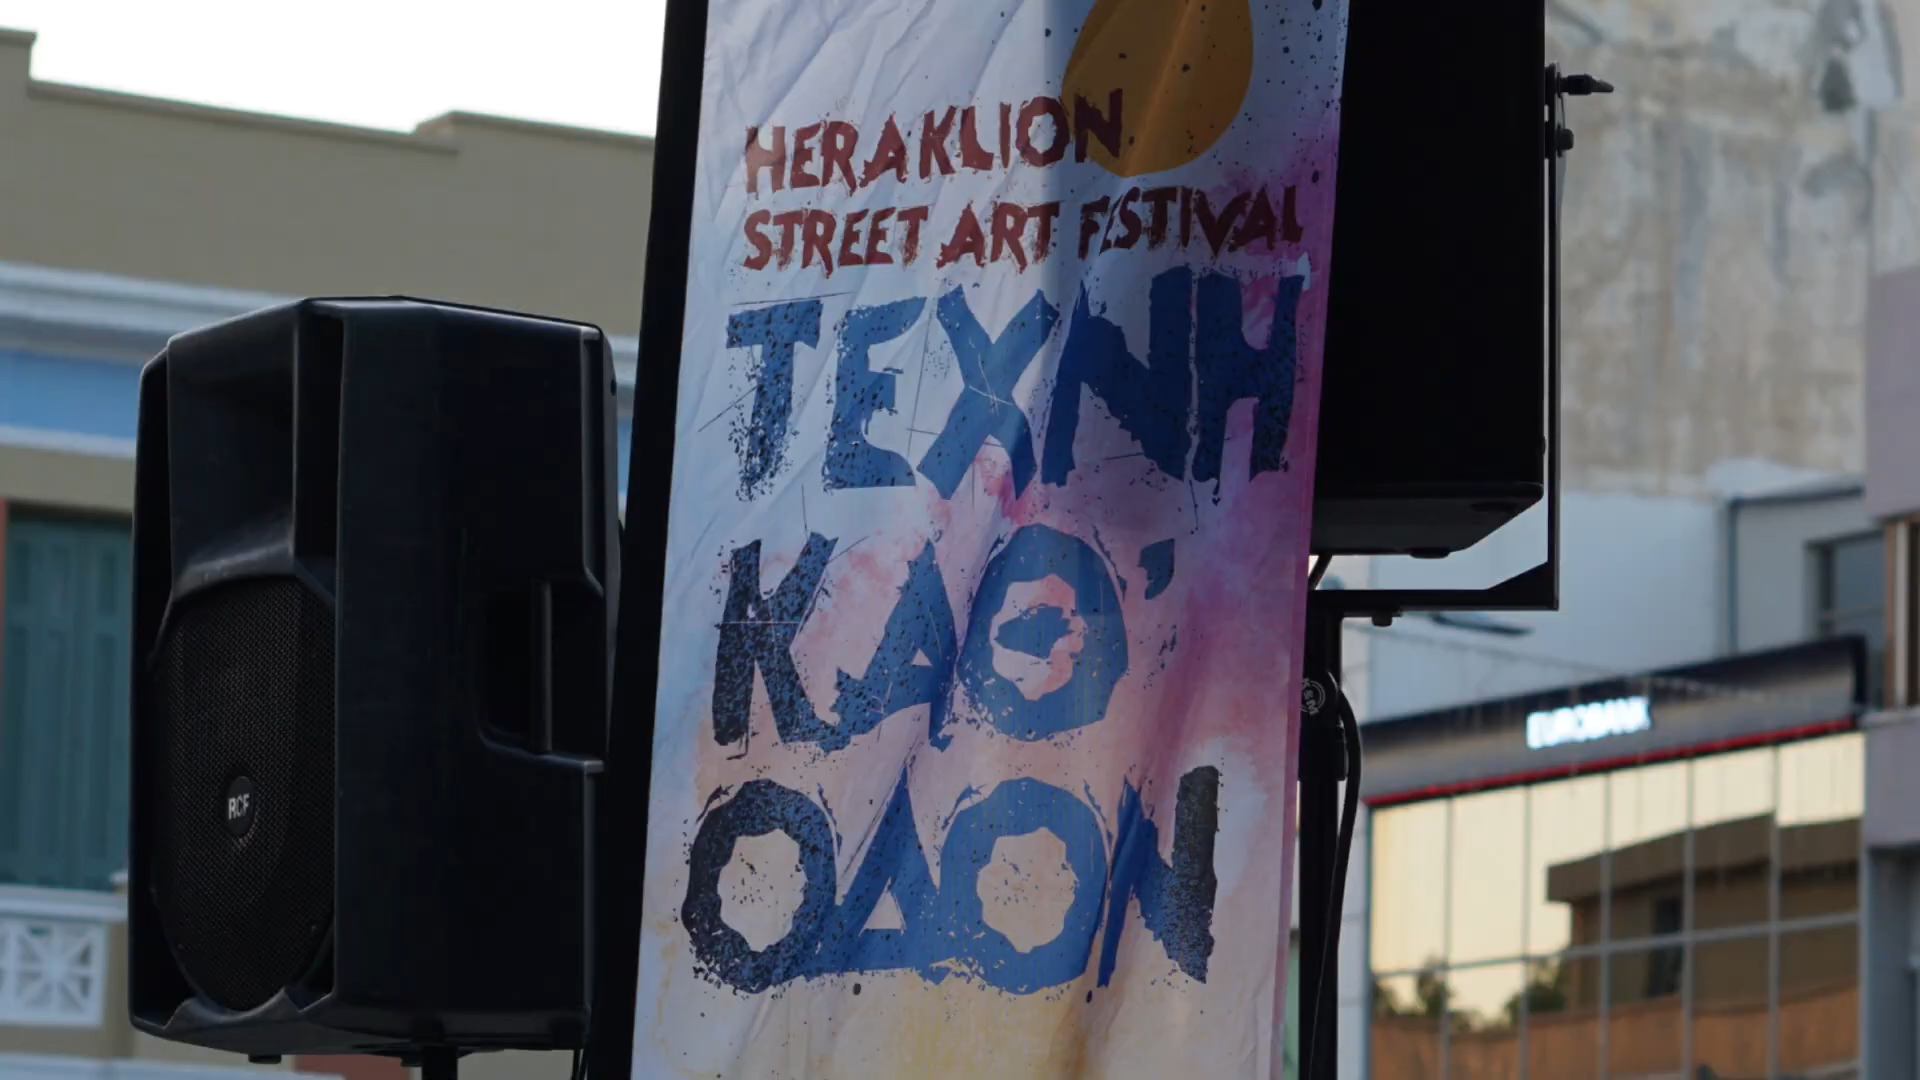 HERAKLION
STREET ART FESTIVAL
ΤΕΧΝΗ
ΚΑΘ'
ΟΔΟΝ
RCF
EUROBANK